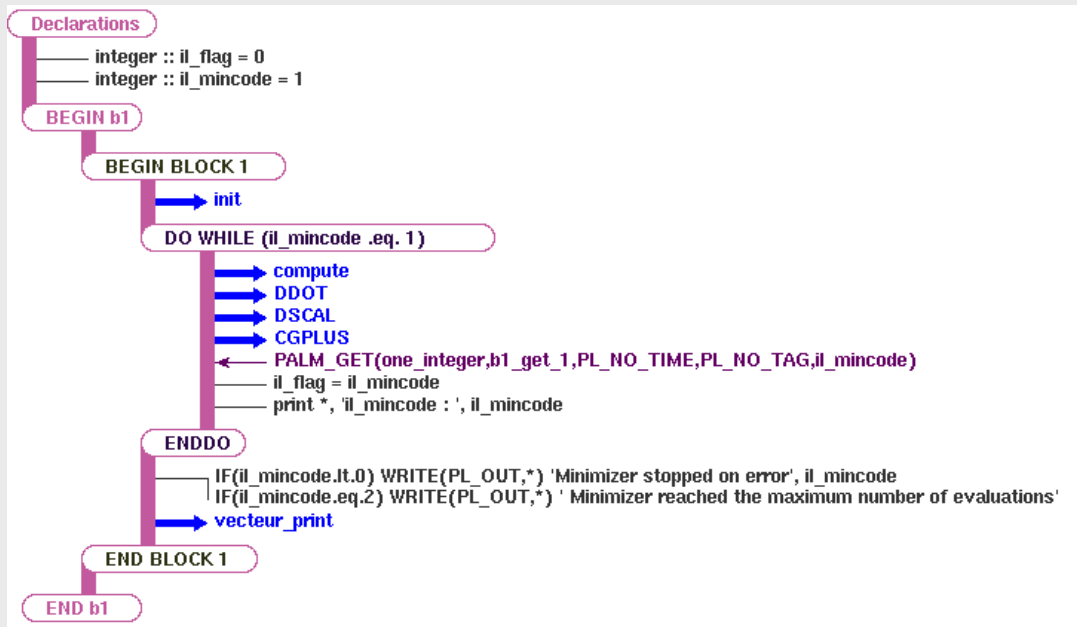 Declarations
integer :: il_flag = 0
integer :: il_mincode = 1
BEGIN b1
BEGIN BLOCK 1
init
DO WHILE (il_mincode .eq. 1)
compute
DDOT
DSCAL
CGPLUS
PALM_GET(one_integer,b1_get_1,PL_NO_TIME,PL_NO_TAG,il_mincode)
il_flag = il_mincode
print *, 'il_mincode : ', il_mincode
ENDDO
IF(il_mincode.lt.0) WRITE(PL_OUT,*) 'Minimizer stopped on error', il_mincode
IF(il_mincode.eq.2) WRITE(PL_OUT,*) ' Minimizer reached the maximum number of evaluations'
vecteur_print
END BLOCK 1
END b1